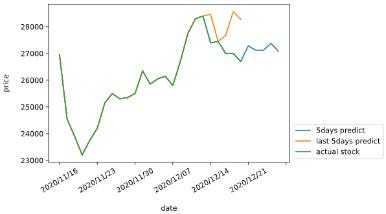 28000
27000
26000
25000
24000
23000
price
2020/11/16
2020/11/23
2020/11/30
2020/12/07
2020/12/14
2020/12/21
date
5days predict
last 5days predict
actual stock